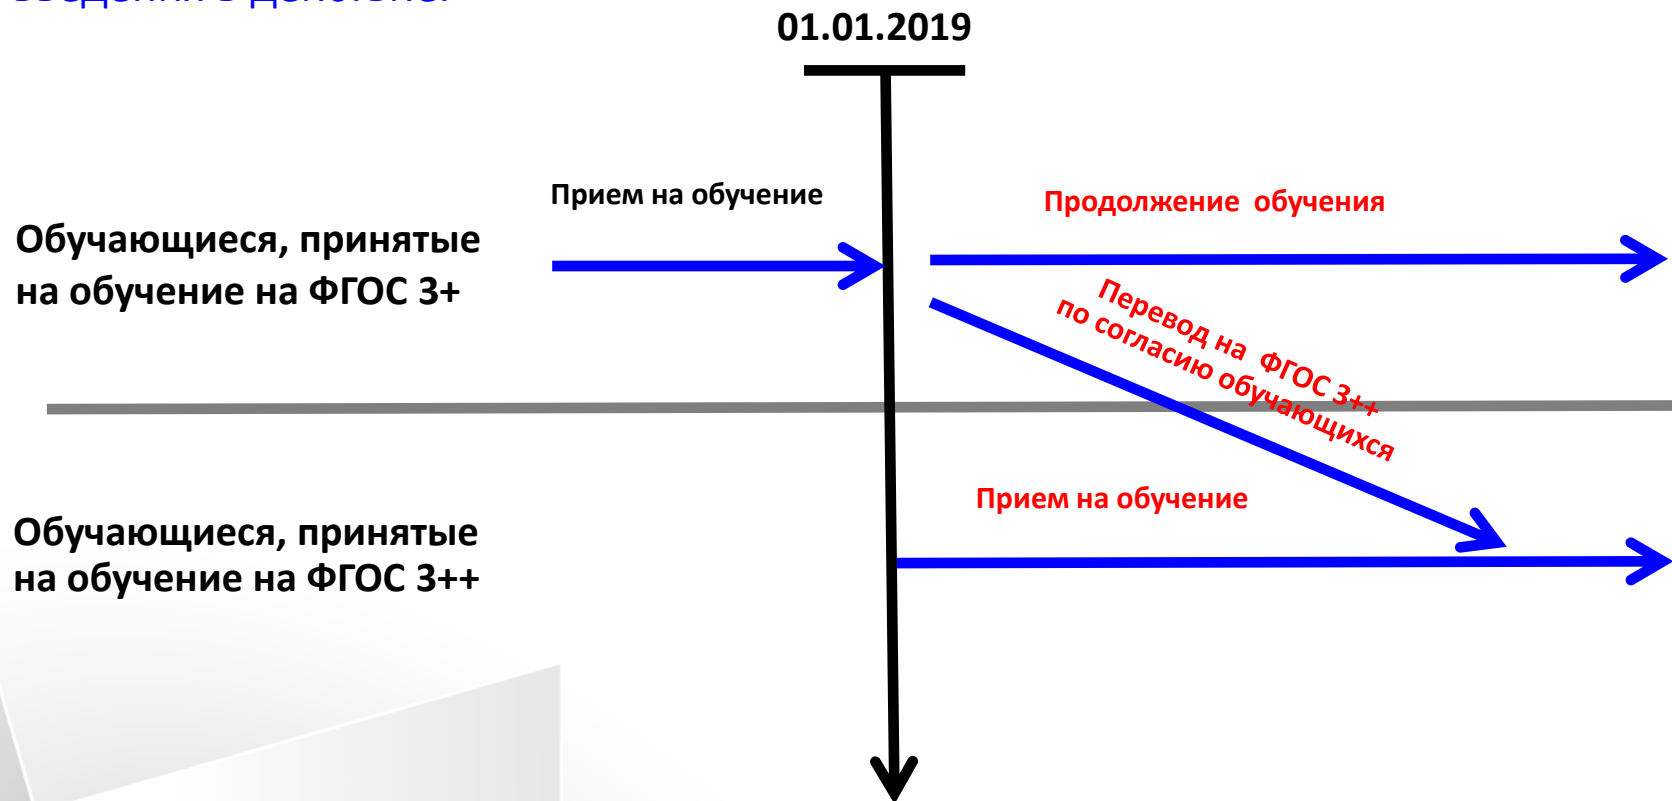 01.01.2019
Прием на обучение
Продолжение обучения
Обучающиеся, принятые
на обучение на ФГОС 3+
Перевод на ФГОС 3++
по согласию обучающихся
Прием на обучение
Обучающиеся, принятые
на обучение на ФГОС 3++